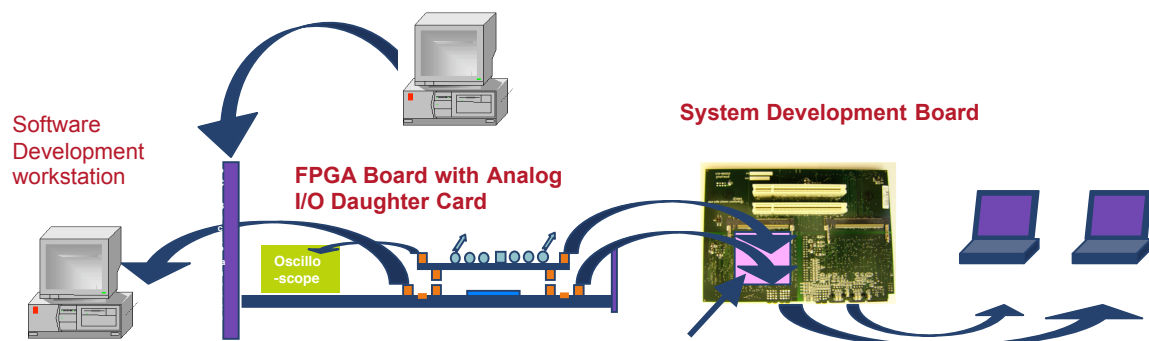 System Development Board
Software
Development
workstation
FPGA Board with Analog
I/O Daughter Card
Oscillo
-scope